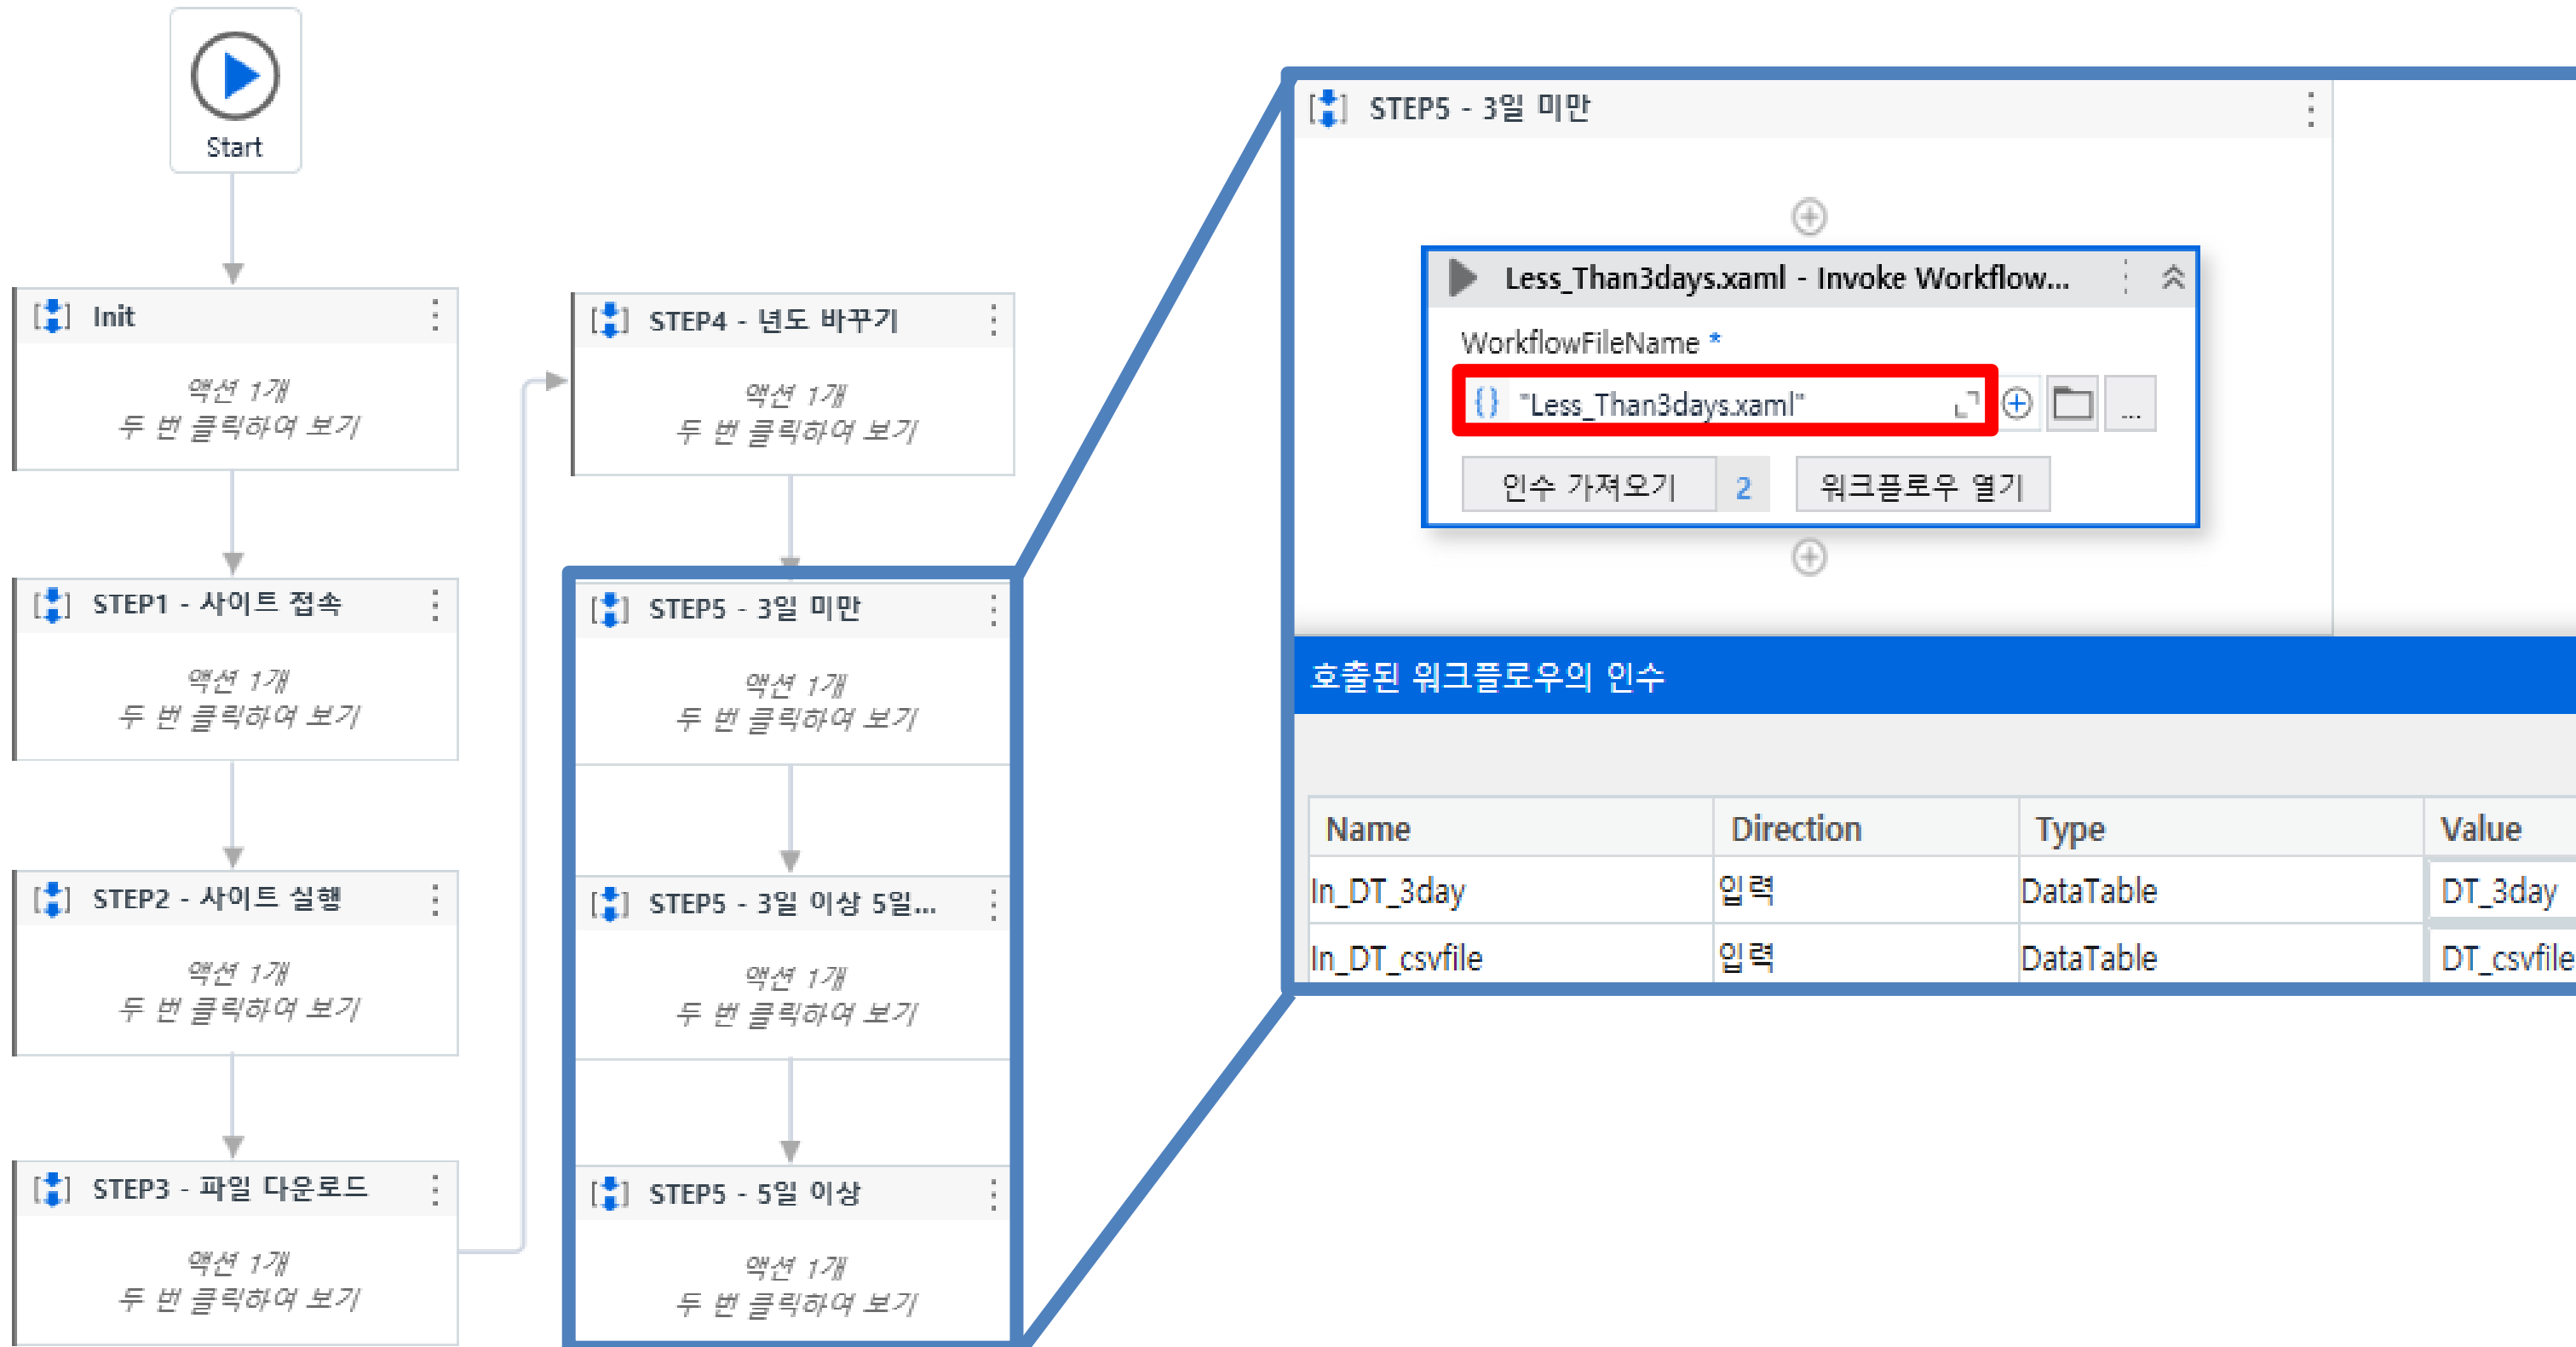 Start
Init
액션 1개
두 번 클릭하여 보기
STEP1 - 사이트 접속
액션 1개
두 번 클릭하여 보기
STEP2 - 사이트 실행
액션 1개
두 번 클릭하여 보기
STEP3 - 파일 다운로드
액션 1개
두 번 클릭하여 보기
STEP4 - 년도 바꾸기
액션 1개
두 번 클릭하여 보기
STEP5 - 3일 미만
액션 1개
두 번 클릭하여 보기
STEP5 - 3일 이상 5일...
액션 1개
두 번 클릭하여 보기
STEP5 - 5일 이상
액션 1개
두 번 클릭하여 보기
STEP5 - 3일 미만
Less_Than3days.xaml - Invoke Workflow...
WorkflowFileName *
{} "Less_Than3days.xaml" ...
인수 가져오기 2 워크플로우 열기
호출된 워크플로우의 인수
Name Direction Type Value
In_DT_3day 입력 DataTable DT_3day
In_DT_csvfile 입력 DataTable DT_csvfile